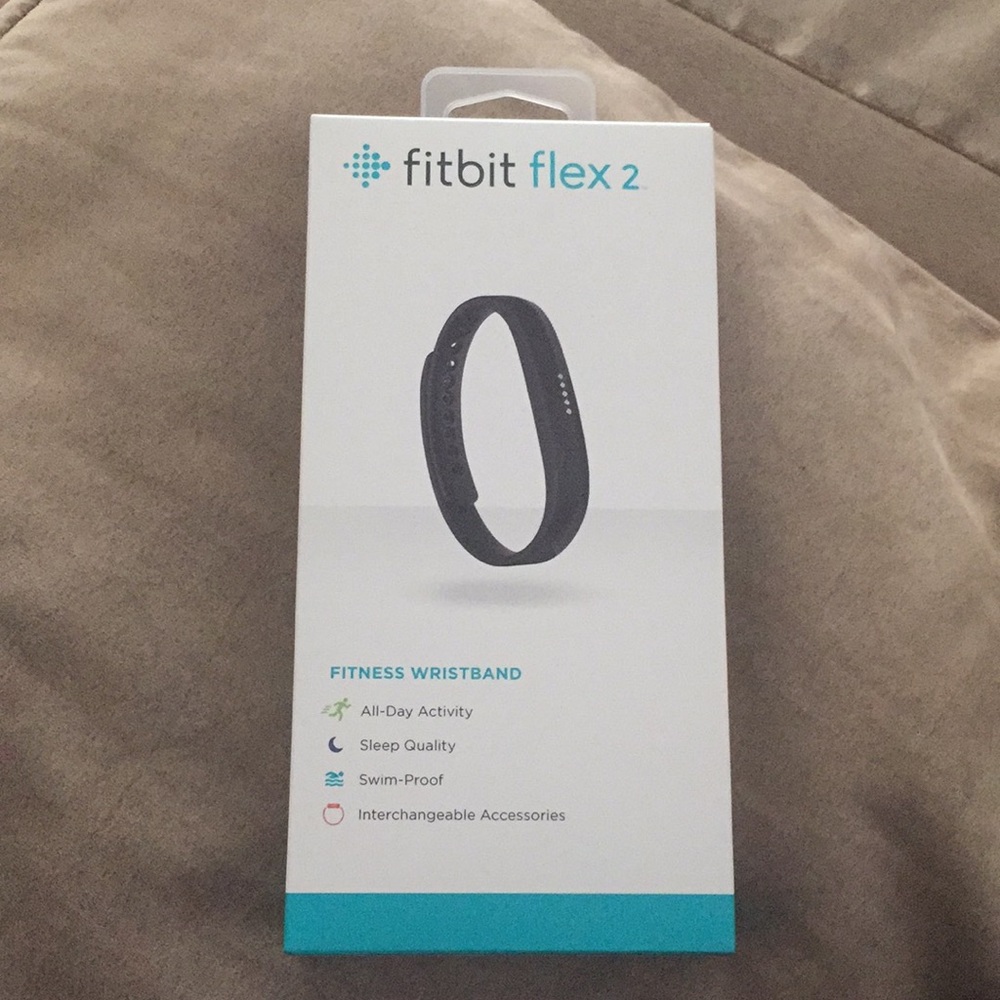 fitbit flex 2
FITNESS WRISTBAND
All-Day Activity
Sleep Quality
Swim-Proof
Interchangeable Accessories